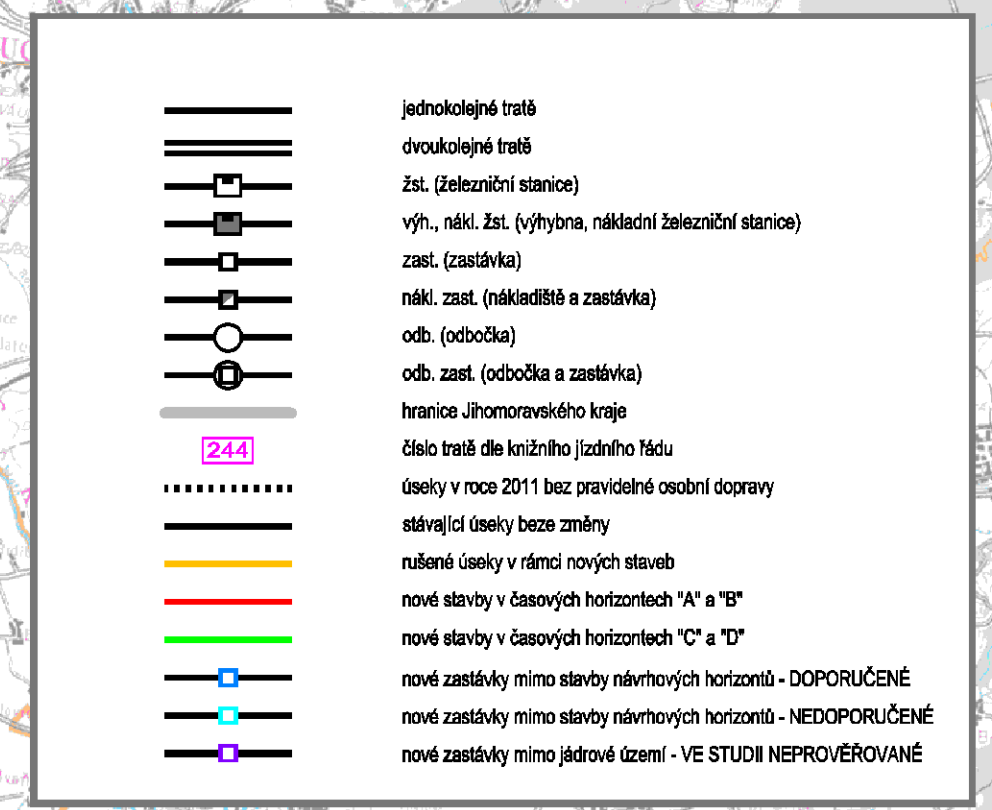 jednokolejné tratě
dvoukolejné tratě
žst. (železniční stanice)
výh., nákl. žst. (výhybna, nákladní železniční stanice)
zast. (zastávka)
nákl. zast. (nákladiště a zastávka)
odb. (odbočka)
odb. zast. (odbočka a zastávka)
hranice Jihomoravského kraje
244 číslo tratě dle knižního jízdního řádu
úseky v roce 2011 bez pravidelné osobní dopravy
stávající úseky beze změny
rušené úseky v rámci nových staveb
nové stavby v časových horizontech "A" a "B"
nové stavby v časových horizontech "C" a "D"
nové zastávky mimo stavby návrhových horizontů - DOPORUČENÉ
nové zastávky mimo stavby návrhových horizontů - NEDOPORUČENÉ
nové zastávky mimo jádrové území - VE STUDII NEPROVĚŘOVANÉ